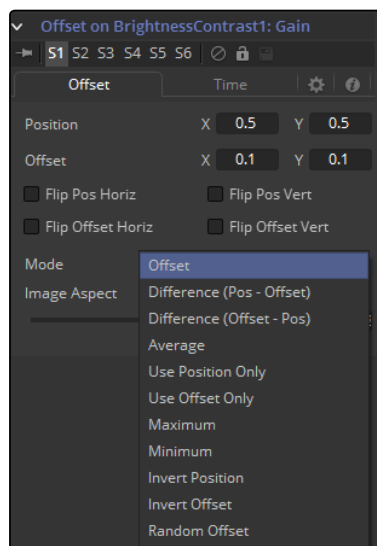 Offset on BrightnessContrast1: Gain
S1 S2 S3 S4 S5 S6
Offset Time
Position X 0.5 Y 0.5
Offset X 0.1 Y 0.1
Flip Pos Horiz Flip Pos Vert
Flip Offset Horiz Flip Offset Vert
Mode Offset
Image Aspect Difference (Pos - Offset)
Difference (Offset - Pos)
Average
Use Position Only
Use Offset Only
Maximum
Minimum
Invert Position
Invert Offset
Random Offset